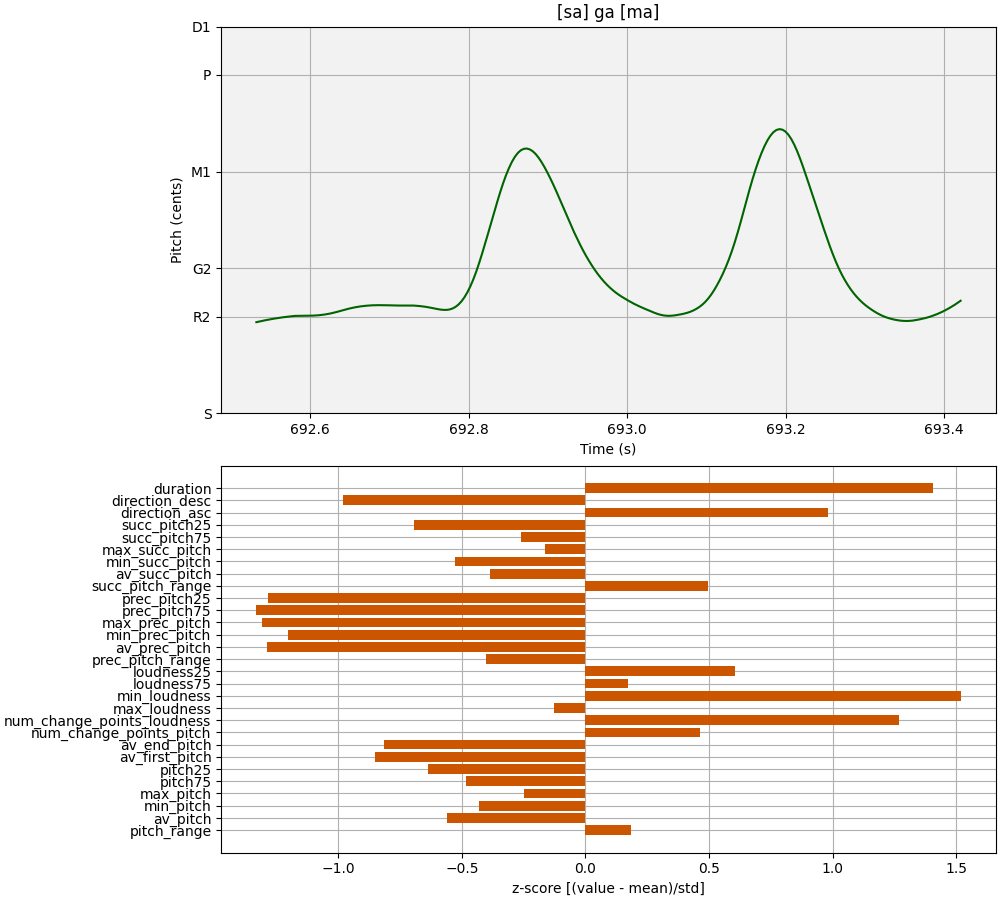 [sa] ga [ma]
D1
P
M1
G2
R2
S
Pitch (cents)
692.6 692.8 693.0 693.2 693.4
Time (s)
duration
direction_desc
direction_asc
succ_pitch25
succ_pitch75
max_succ_pitch
min_succ_pitch
av_succ_pitch
succ_pitch_range
prec_pitch25
prec_pitch75
max_prec_pitch
min_prec_pitch
av_prec_pitch
prec_pitch_range
loudness25
loudness75
min_loudness
max_loudness
num_change_points_loudness
num_change_points_pitch
av_end_pitch
av_first_pitch
pitch25
pitch75
max_pitch
min_pitch
av_pitch
pitch_range
−1.0 −0.5 0.0 0.5 1.0 1.5
z-score [(value - mean)/std]